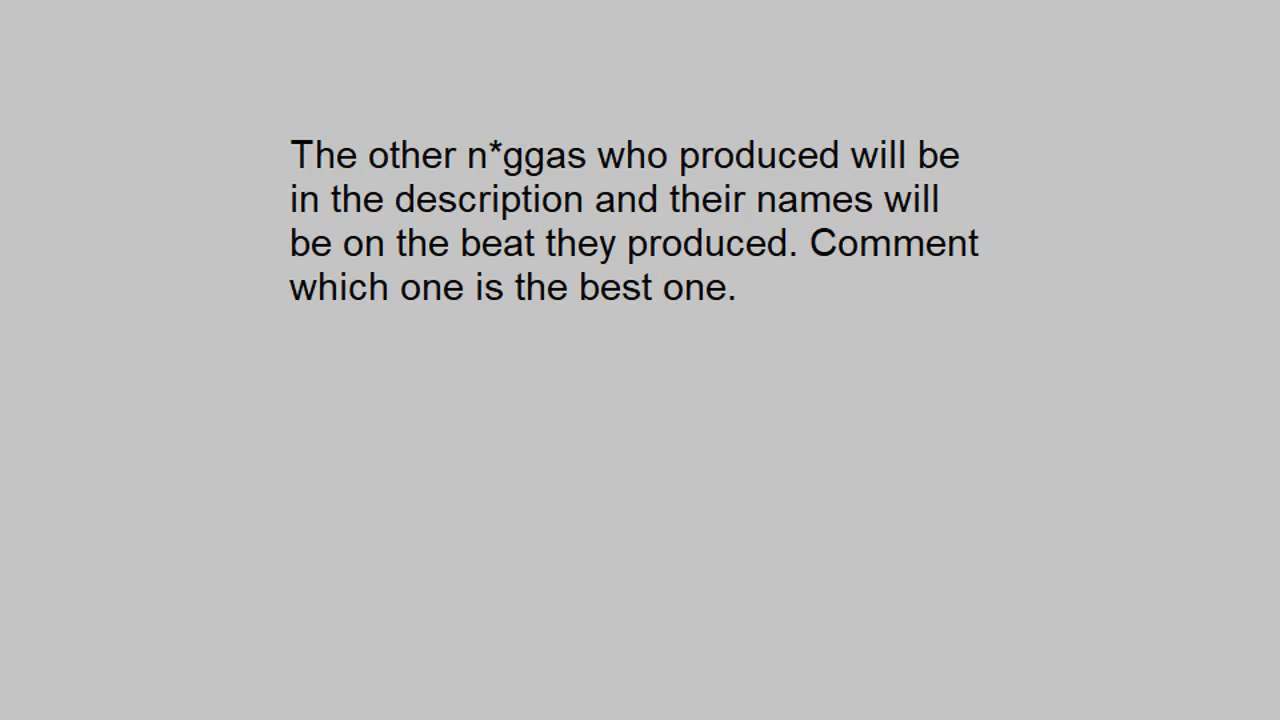 The other n*ggas who produced will be
in the description and their names will
be on the beat they produced. Comment
which one is the best one.